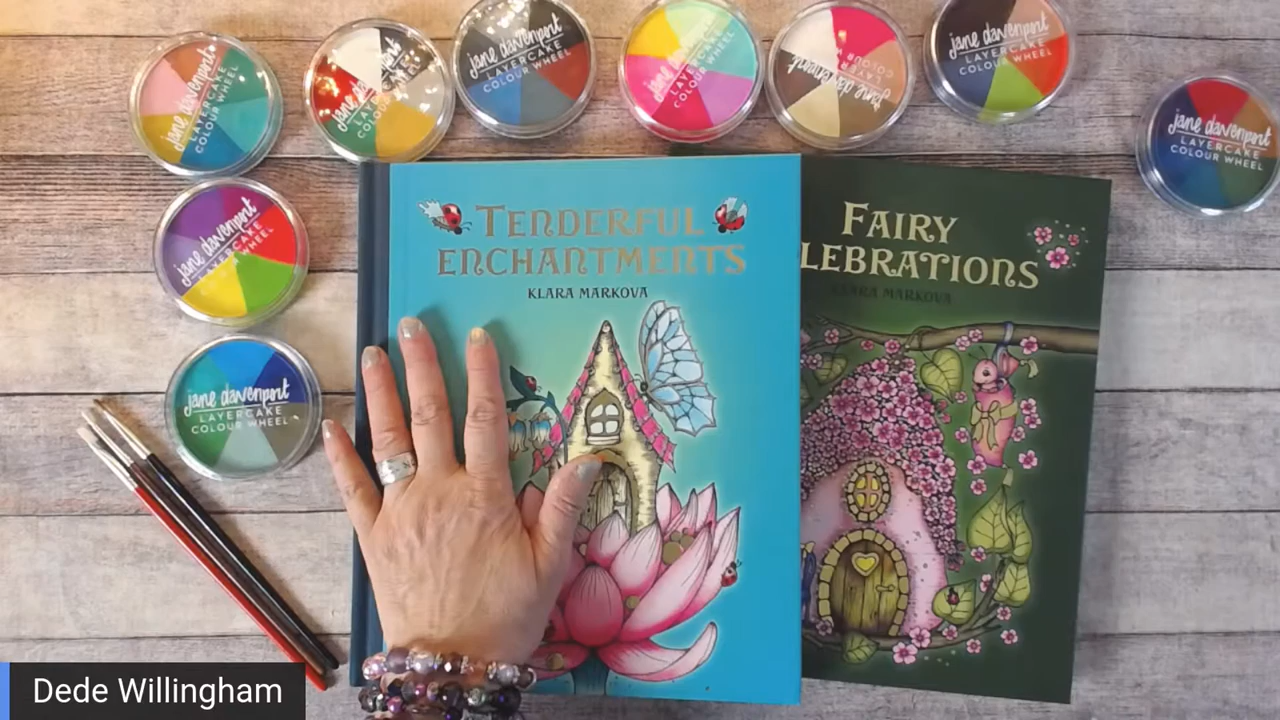 jane davenport
LAYERCAKE
COLOUR WHEEL
jane davenport
LAYERCAKE
COLOUR WHEEL
jane davenport
LAYERCAKE
COLOUR WHEEL
jane davenport
LAYERCAKE
COLOUR WHEEL
jane davenport
LAYERCAKE
COLOUR WHEEL
jane davenport
LAYERCAKE
COLOUR WHEEL
jane davenport
LAYERCAKE
COLOUR WHEEL
jane davenport
LAYERCAKE
COLOUR WHEEL
jane davenport
LAYERCAKE
COLOUR WHEEL
TENDERFUL
ENCHANTMENTS
KLARA MARKOVA
FAIRY
LEBRATIONS
KLARA MARKOVA
Dede Willingham